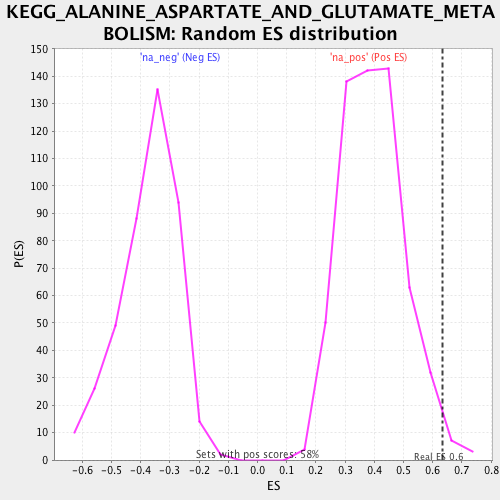 KEGG_ALANINE_ASPARTATE_AND_GLUTAMATE_META
BOLISM: Random ES distribution
'na_neg' (Neg ES) 'na_pos' (Pos ES)
150
140
130
120
110
100
90
80
70
60
50
40
30
20
10
0
P(ES)
Sets with pos scores: 58%
Real ES 0.6
-0.6 -0.5 -0.4 -0.3 -0.2 -0.1 0.0 0.1 0.2 0.3 0.4 0.5 0.6 0.7 0.8
ES